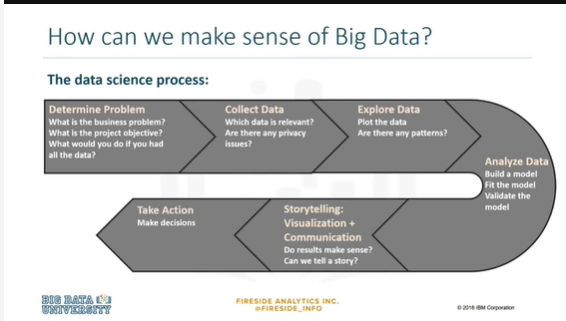 How can we make sense of Big Data?
The data science process:
Determine Problem
What is the business problem?
What is the project objective?
What would you do if you had
all the data?
Collect Data
Which data is relevant?
Are there any privacy
issues?
Explore Data
Plot the data
Are there any patterns?
Analyze Data
Build a model
Fit the model
Validate the
model
Storytelling:
Visualization +
Communication
Do results make sense?
Can we tell a story?
Take Action
Make decisions
BIG DATA
UNIVERSITY
FIRESIDE ANALYTICS INC.
@FIRESIDE_INFO
© 2016 IBM Corporation